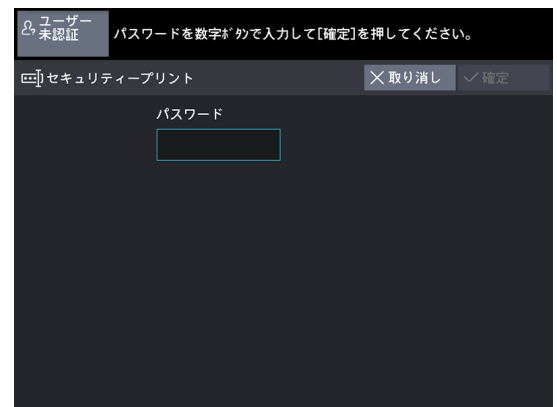 ユーザー
未認証
パスワードを数字ﾎﾞﾀﾝで入力して[確定]を押してください。
セキュリティープリント
取り消し
確定
パスワード